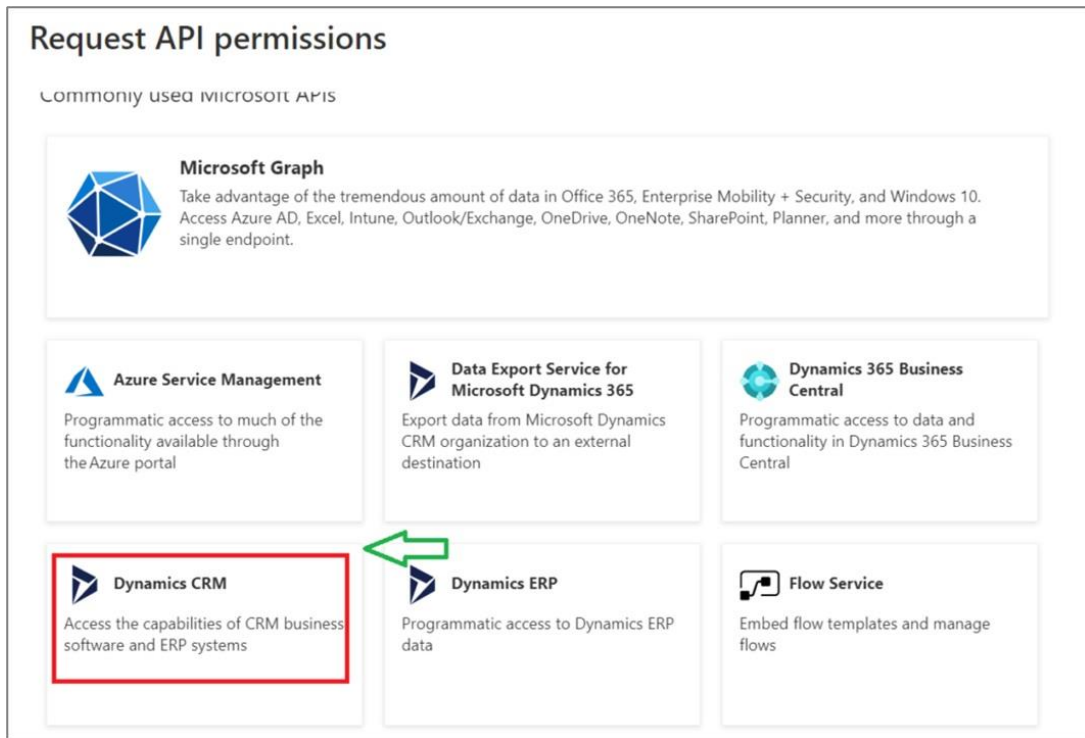 Request API permissions
Commonly used Microsoft APIs
Microsoft Graph
Take advantage of the tremendous amount of data in Office 365, Enterprise Mobility + Security, and Windows 10.
Access Azure AD, Excel, Intune, Outlook/Exchange, OneDrive, OneNote, SharePoint, Planner, and more through a
single endpoint.
Azure Service Management
Programmatic access to much of the
functionality available through
the Azure portal
Data Export Service for
Microsoft Dynamics 365
Export data from Microsoft Dynamics
CRM organization to an external
destination
Dynamics 365 Business
Central
Programmatic access to data and
functionality in Dynamics 365 Business
Central
Dynamics CRM
Access the capabilities of CRM business
software and ERP systems
Dynamics ERP
Programmatic access to Dynamics ERP
data
Flow Service
Embed flow templates and manage
flows